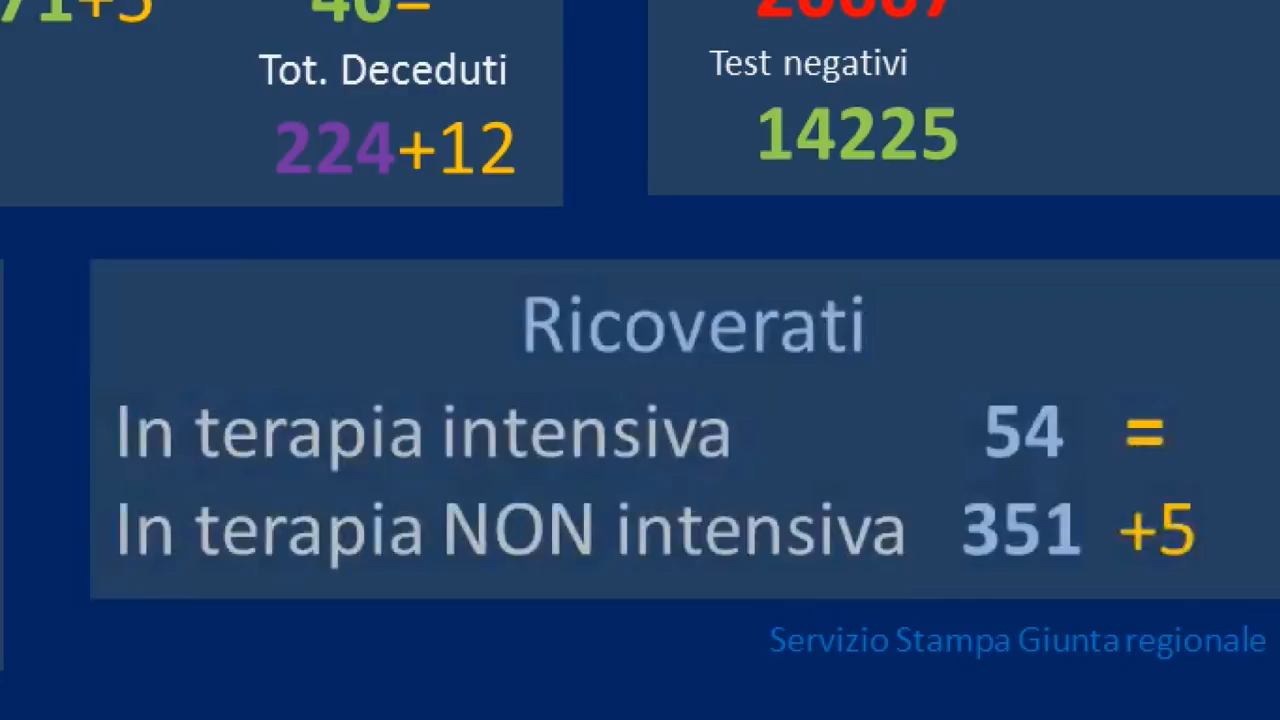 Tot. Deceduti
224+12
Test negativi
14225
Ricoverati
In terapia intensiva 54 =
In terapia NON intensiva 351 +5
Servizio Stampa Giunta regionale